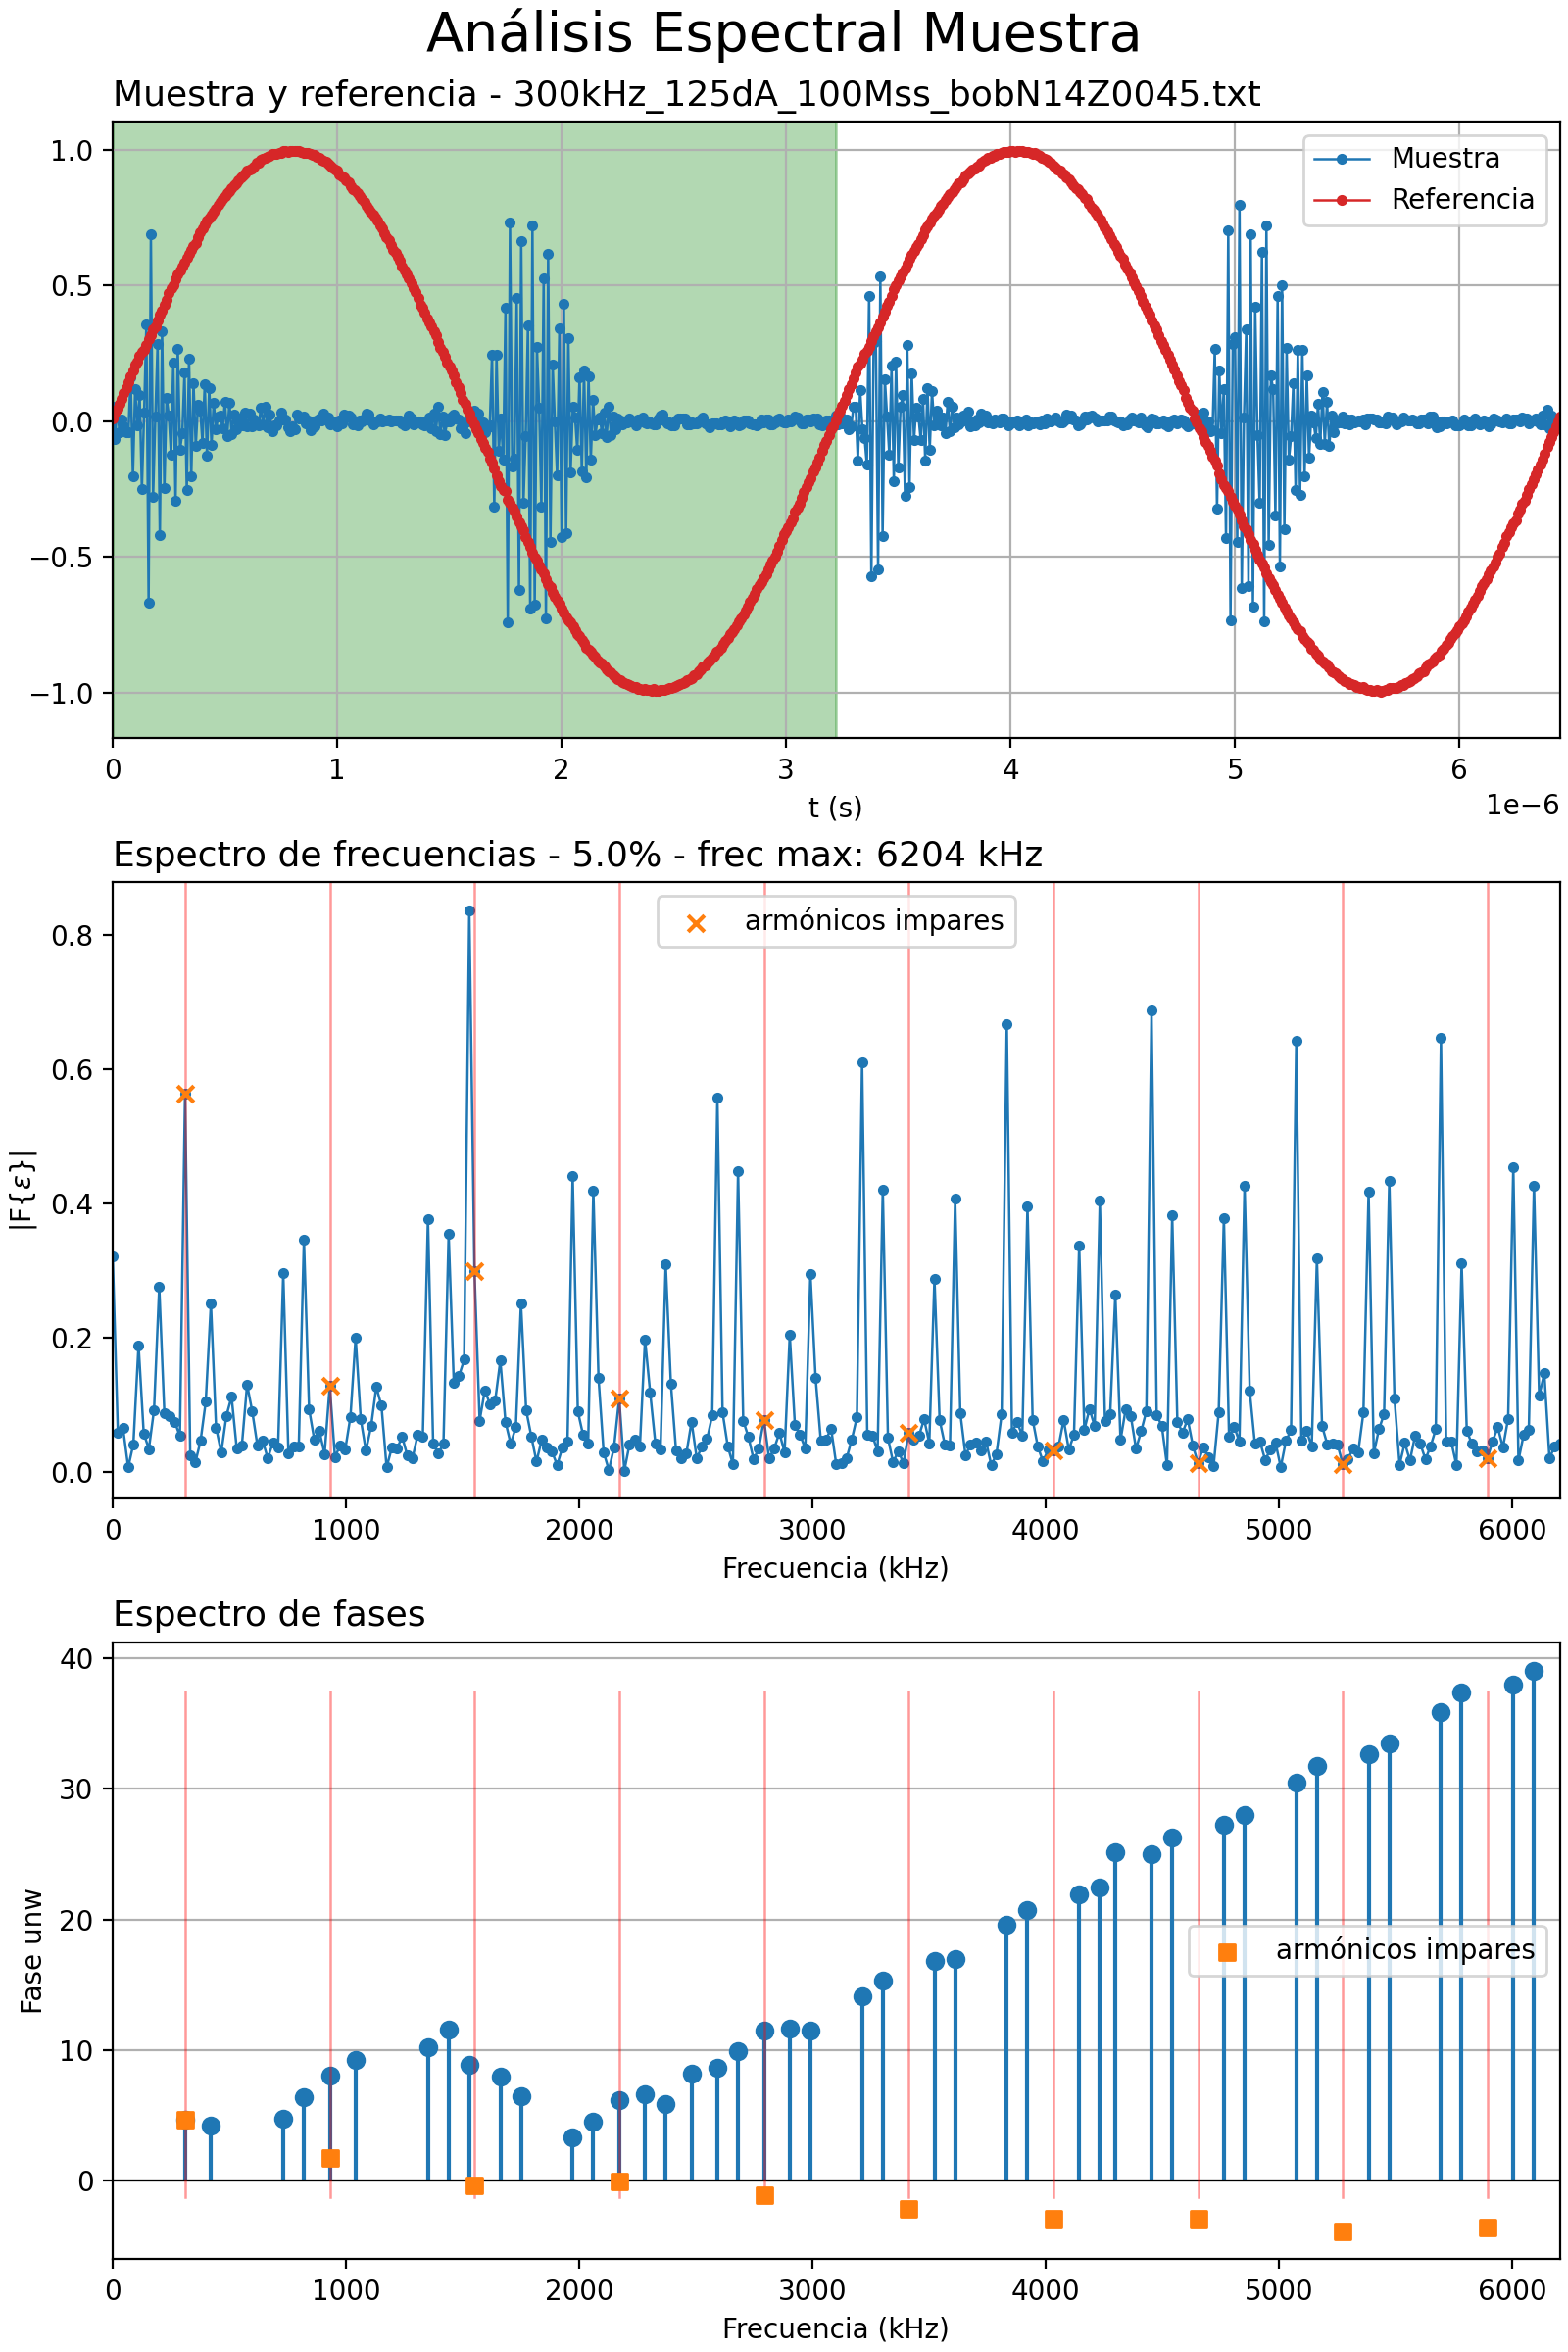 Análisis Espectral Muestra
Muestra y referencia - 300kHz_125dA_100Mss_bobN14Z0045.txt
1.0
0.5
0.0
−0.5
−1.0
Muestra
Referencia
0 1 2 3 4 5 6
1e−6
t (s)
Espectro de frecuencias - 5.0% - frec max: 6204 kHz
armónicos impares
|F{ε}|
0.8
0.6
0.4
0.2
0.0
0 1000 2000 3000 4000 5000 6000
Frecuencia (kHz)
Espectro de fases
Fase unw
40
30
20
10
0
armónicos impares
0 1000 2000 3000 4000 5000 6000
Frecuencia (kHz)